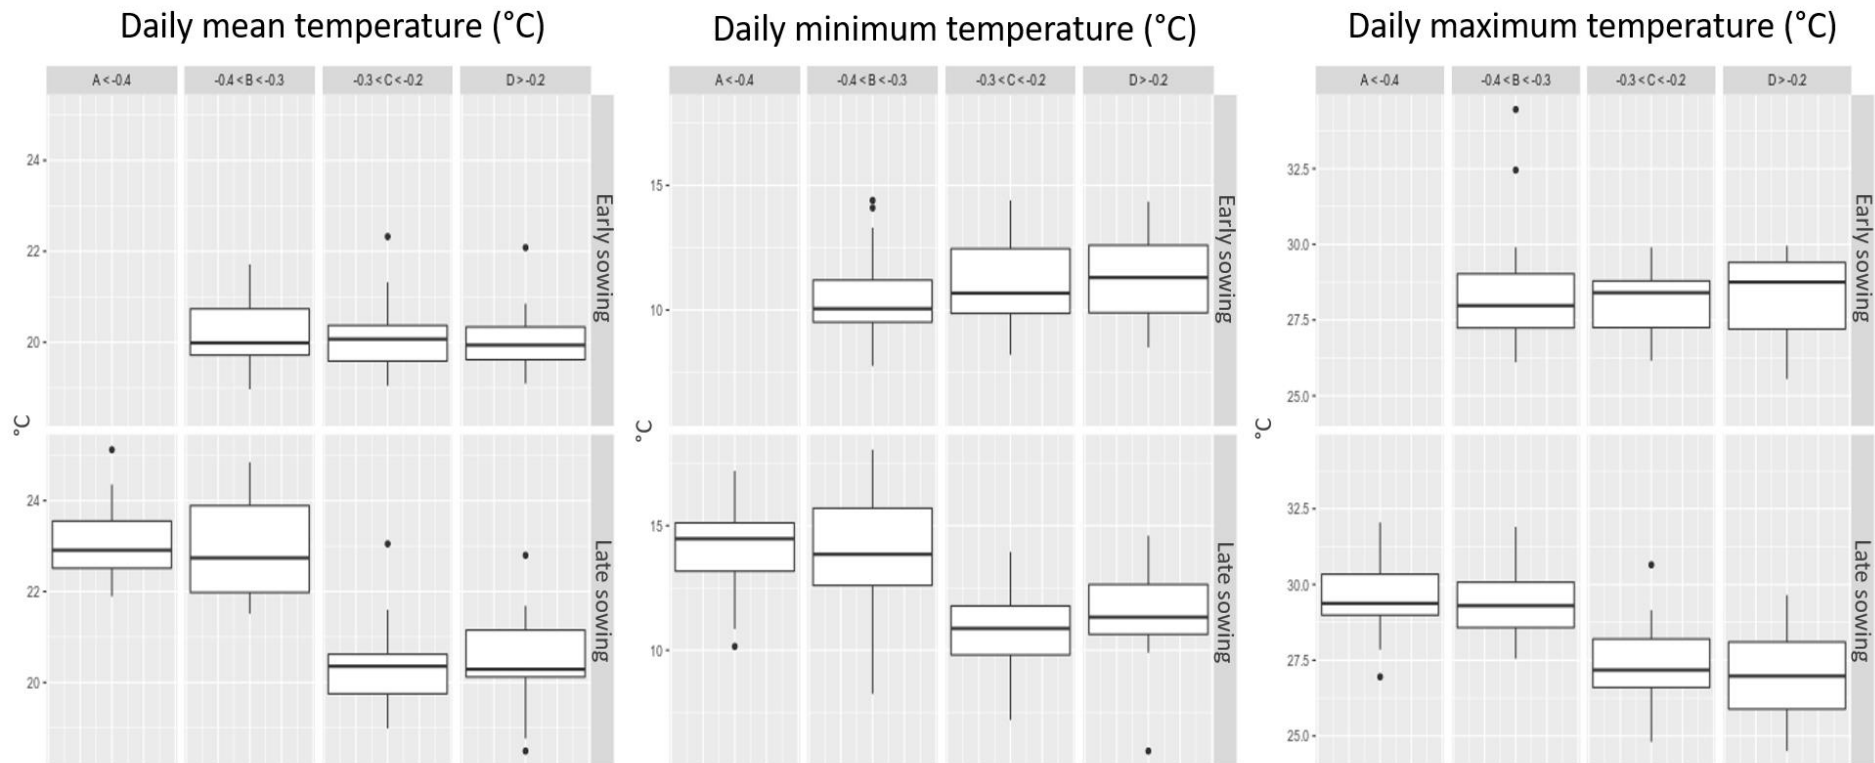 Daily mean temperature (°C)
A < -0.4
-0.4 < B < -0.3
-0.3 < C < -0.2
D > -0.2
24
22
20
Early sowing
°C
24
22
20
Late sowing
Daily minimum temperature (°C)
A < -0.4
-0.4 < B < -0.3
-0.3 < C < -0.2
D > -0.2
15
10
Early sowing
°C
15
10
Late sowing
Daily maximum temperature (°C)
A < -0.4
-0.4 < B < -0.3
-0.3 < C < -0.2
D > -0.2
32.5
30.0
27.5
25.0
Early sowing
°C
32.5
30.0
27.5
25.0
Late sowing